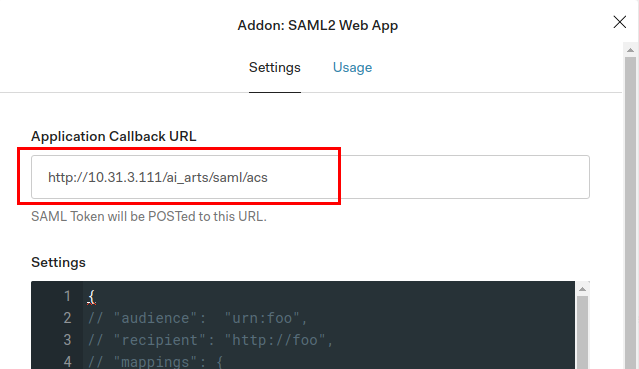 Addon: SAML2 Web App
Settings Usage
Application Callback URL
http://10.31.3.111/ai_arts/saml/acs
SAML Token will be POSTed to this URL.
Settings
1 {
2 // "audience":  "urn:foo",
3 // "recipient": "http://foo",
4 // "mappings": {